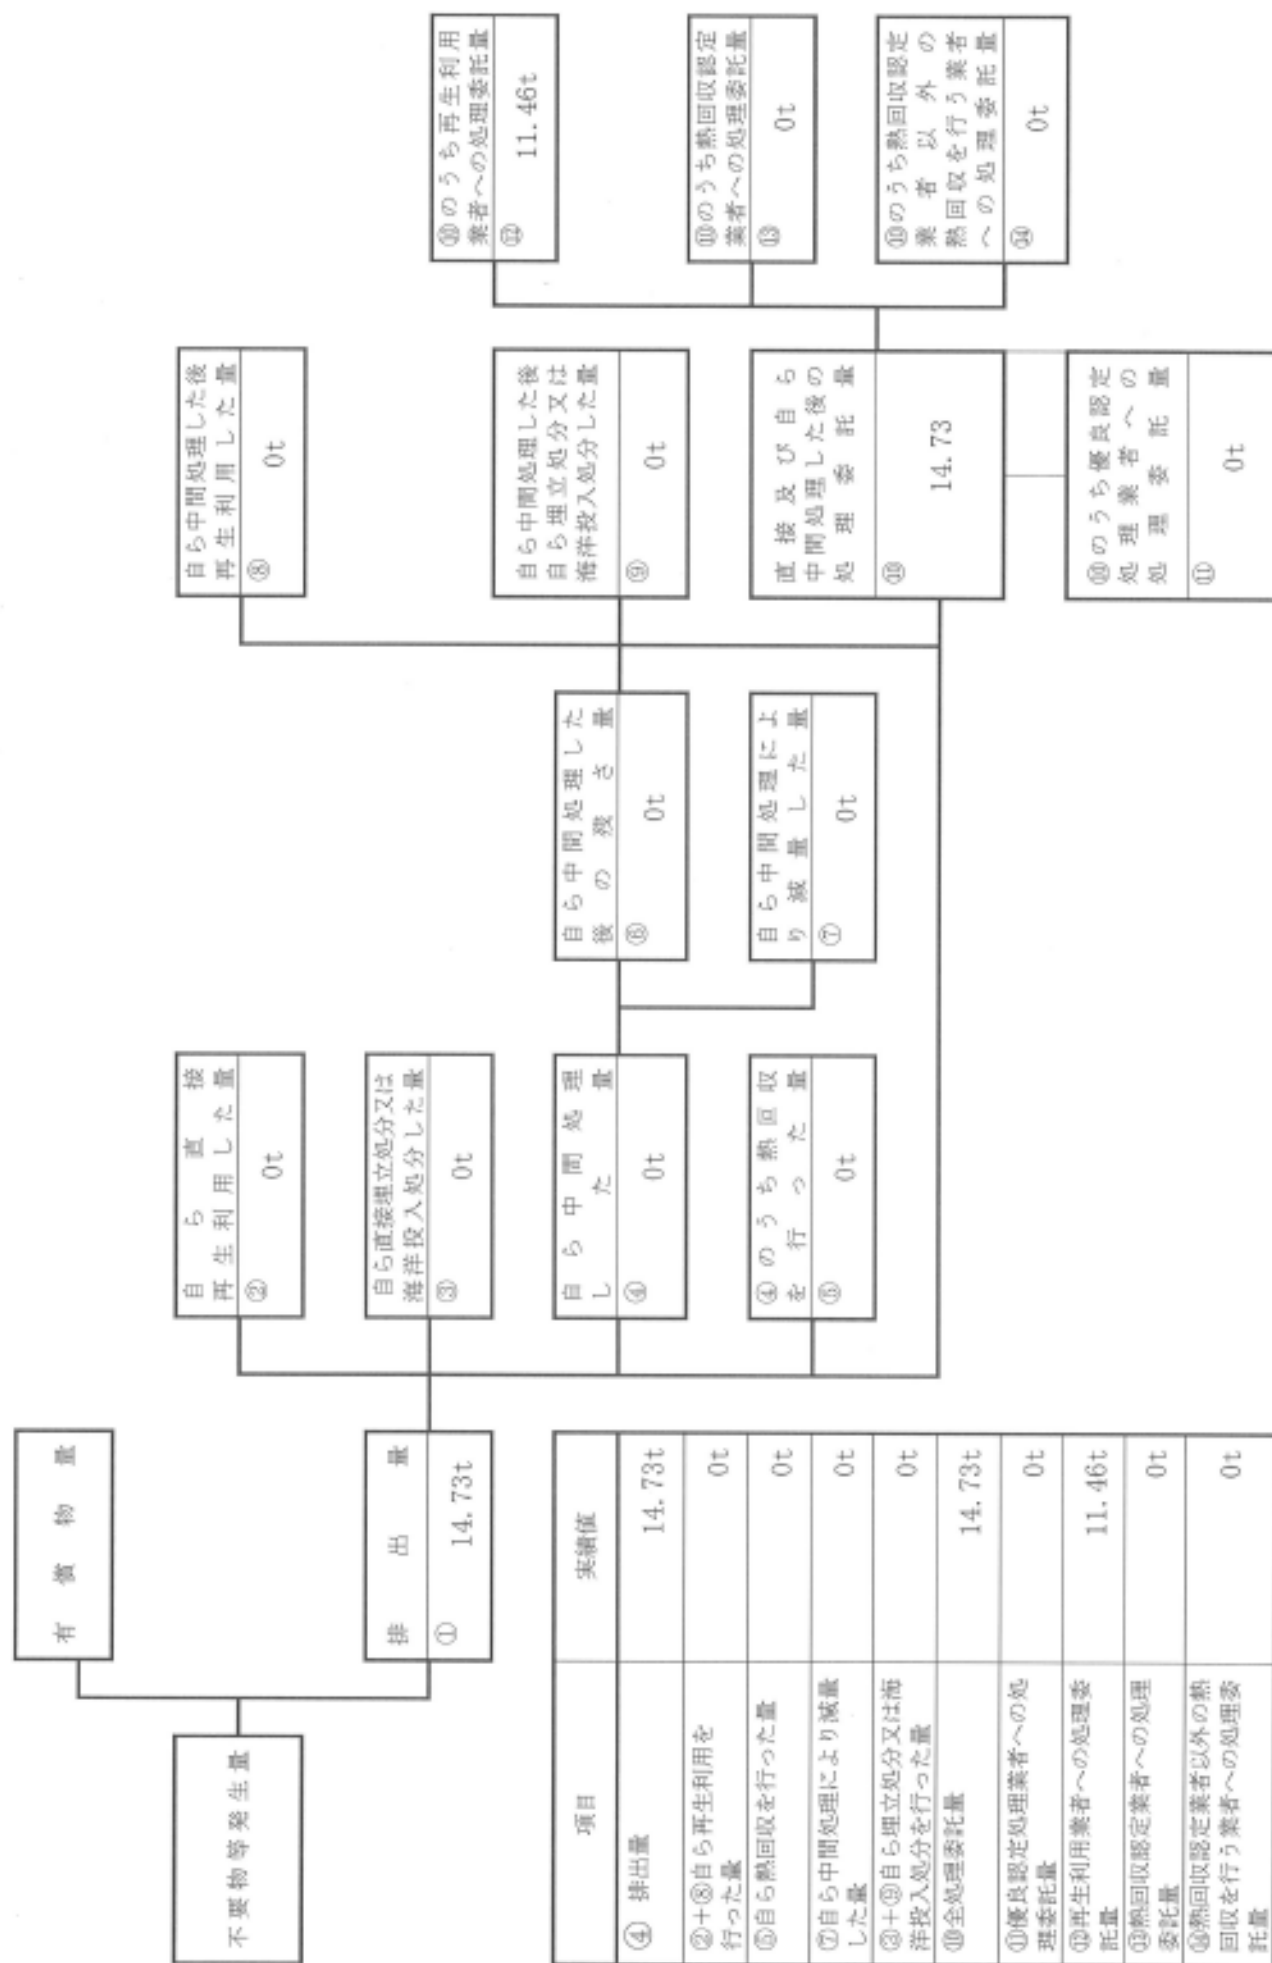 不要物等発生量
有償物量
排出量
① 14.73t
自ら直接
再生利用した量
② 0t
自ら直接埋立処分又は
海洋投入処分した量
③ 0t
自ら中間処理
した量
④ 0t
④のうち熱回収
を行った量
⑤ 0t
自ら中間処理した
後の残さ量
⑥ 0t
自ら中間処理によ
り減量した量
⑦ 0t
自ら中間処理した後
再生利用した量
⑧ 0t
自ら中間処理した後
自ら埋立処分又は
海洋投入処分した量
⑨ 0t
直接及び自ら
中間処理した後の
処理委託量
⑩ 14.73
⑩のうち優良認定
処理業者への
処理委託量
⑪ 0t
⑩のうち再生利用
業者への処理委託量
⑫ 11.46t
⑩のうち熱回収認定
業者への処理委託量
⑬ 0t
⑩のうち熱回収認定
業者以外の
熱回収を行う業者
への処理委託量
⑭ 0t
項目 実績値
④ 排出量 14.73t
②+⑧自ら再生利用を
行った量 0t
⑤自ら熱回収を行った量 0t
⑦自ら中間処理により減量
した量 0t
③+⑨自ら埋立処分又は海
洋投入処分を行った量 0t
⑩全処理委託量 14.73t
⑪優良認定処理業者への処
理委託量 0t
⑫再生利用業者への処理委
託量 11.46t
⑬熱回収認定業者への処理
委託量 0t
⑭熱回収認定業者以外の熱
回収を行う業者への処理委
託量 0t